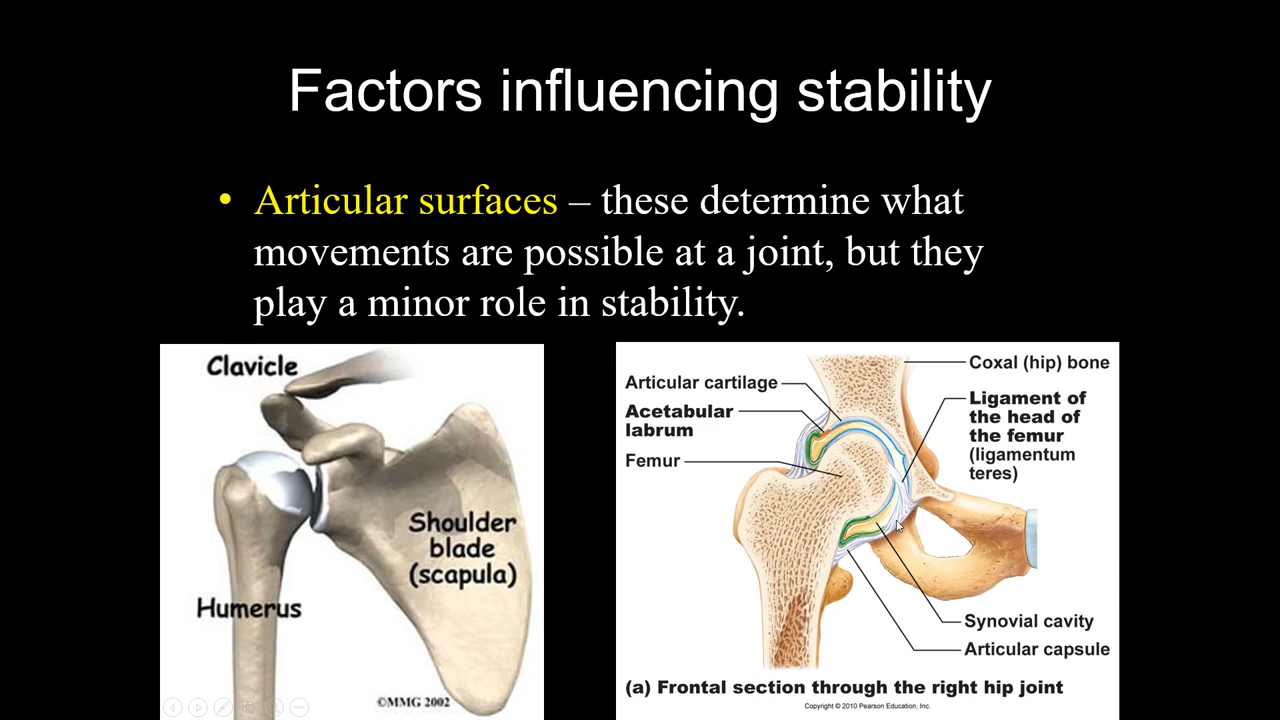 Factors influencing stability
• Articular surfaces – these determine what
movements are possible at a joint, but they
play a minor role in stability.
Clavicle
Shoulder
blade
(scapula)
Humerus
©MMG 2002
Articular cartilage
Acetabular
labrum
Femur
Coxal (hip) bone
Ligament of
the head of
the femur
(ligamentum
teres)
Synovial cavity
Articular capsule
(a) Frontal section through the right hip joint
Copyright © 2010 Pearson Education, Inc.